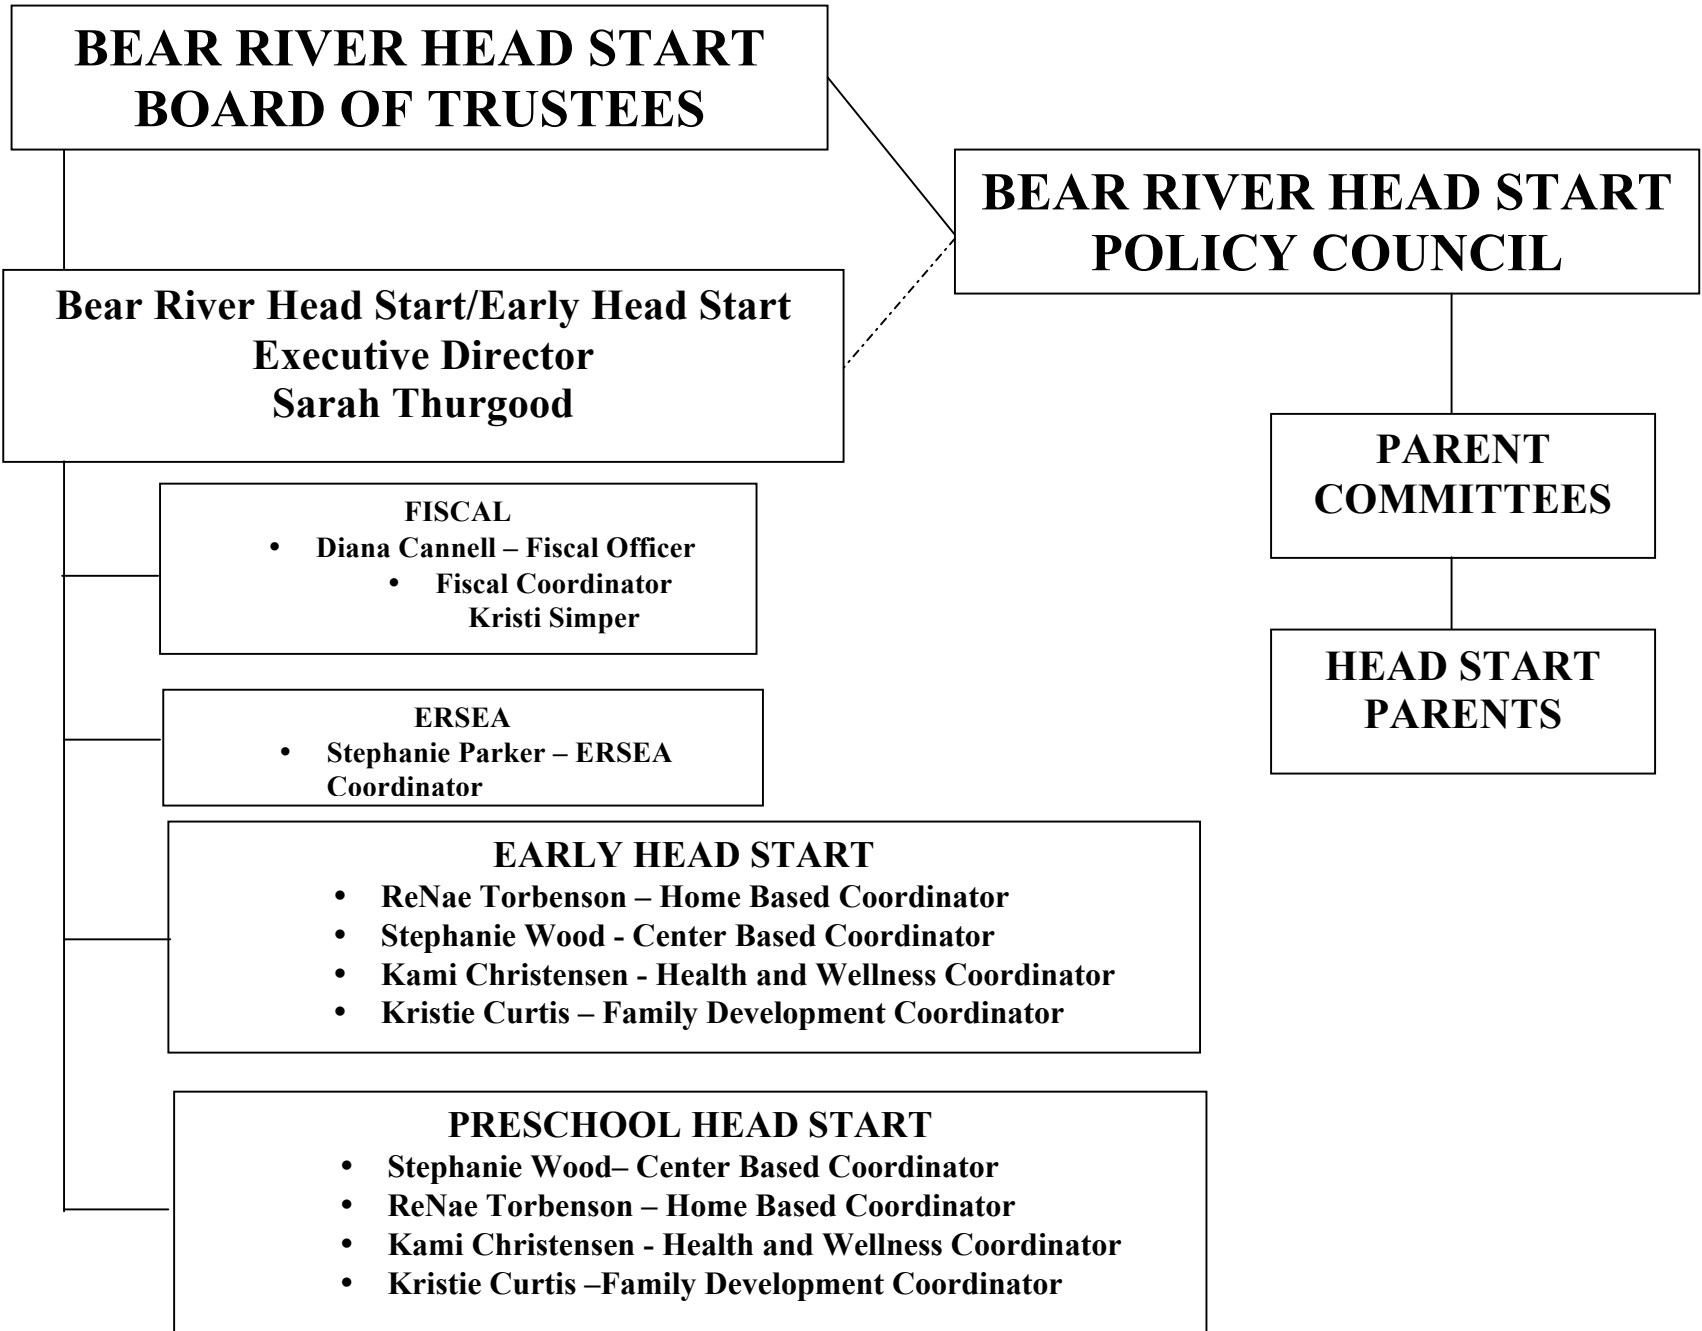 BEAR RIVER HEAD START
BOARD OF TRUSTEES
BEAR RIVER HEAD START
POLICY COUNCIL
Bear River Head Start/Early Head Start
Executive Director
Sarah Thurgood
PARENT
COMMITTEES
HEAD START
PARENTS
FISCAL
• Diana Cannell – Fiscal Officer
• Fiscal Coordinator
Kristi Simper
ERSEA
• Stephanie Parker – ERSEA
Coordinator
EARLY HEAD START
• ReNae Torbenson – Home Based Coordinator
• Stephanie Wood - Center Based Coordinator
• Kami Christensen - Health and Wellness Coordinator
• Kristie Curtis – Family Development Coordinator
PRESCHOOL HEAD START
• Stephanie Wood– Center Based Coordinator
• ReNae Torbenson – Home Based Coordinator
• Kami Christensen - Health and Wellness Coordinator
• Kristie Curtis –Family Development Coordinator